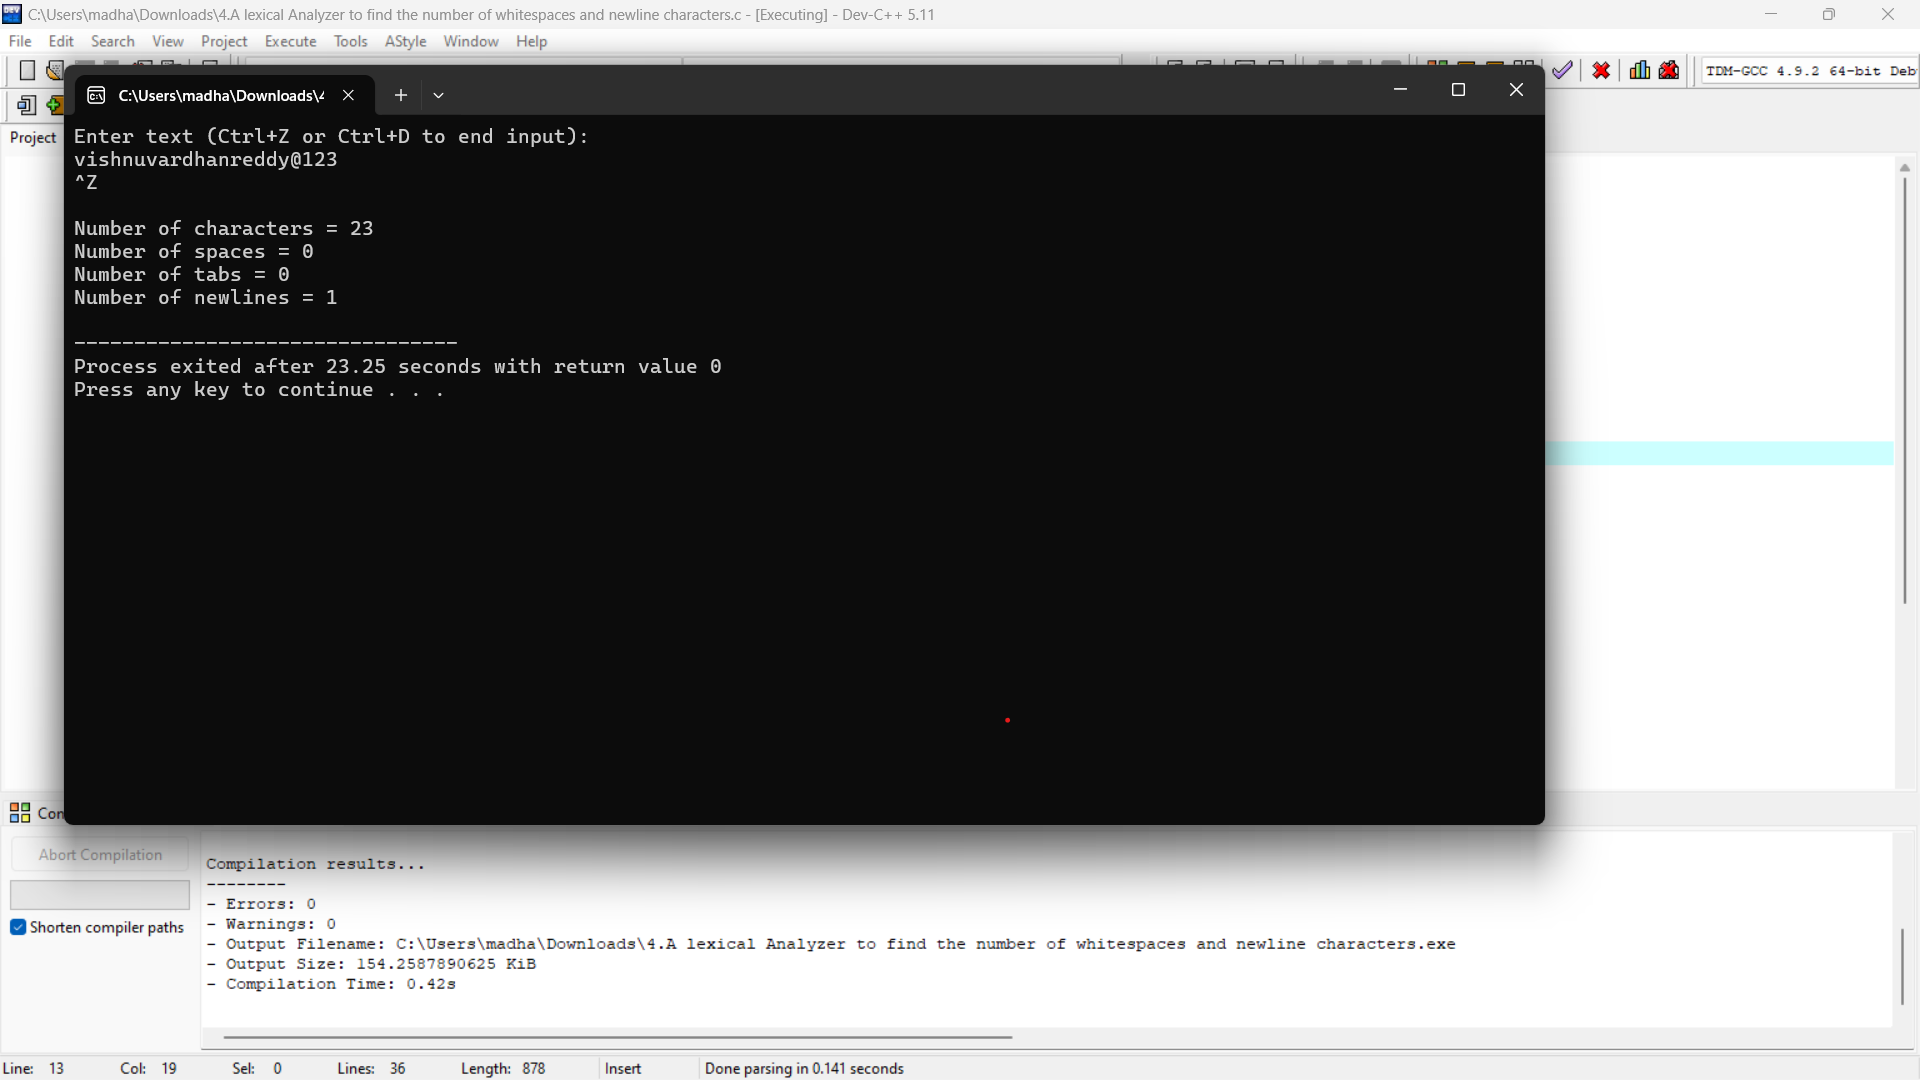 C:\Users\madha\Downloads\4.A lexical Analyzer to find the number of whitespaces and newline characters.c - [Executing] - Dev-C++ 5.11
File Edit Search View Project Execute Tools AStyle Window Help
TDM-GCC 4.9.2 64-bit Deb
C:\Users\madha\Downloads\4
Project
Enter text (Ctrl+Z or Ctrl+D to end input):
vishnuvardhanreddy@123
^Z
Number of characters = 23
Number of spaces = 0
Number of tabs = 0
Number of newlines = 1
--------------------------------
Process exited after 23.25 seconds with return value 0
Press any key to continue . . .
Con
Abort Compilation
Shorten compiler paths
Compilation results...
--------
- Errors: 0
- Warnings: 0
- Output Filename: C:\Users\madha\Downloads\4.A lexical Analyzer to find the number of whitespaces and newline characters.exe
- Output Size: 154.2587890625 KiB
- Compilation Time: 0.42s
Line: 13 Col: 19 Sel: 0 Lines: 36 Length: 878 Insert Done parsing in 0.141 seconds